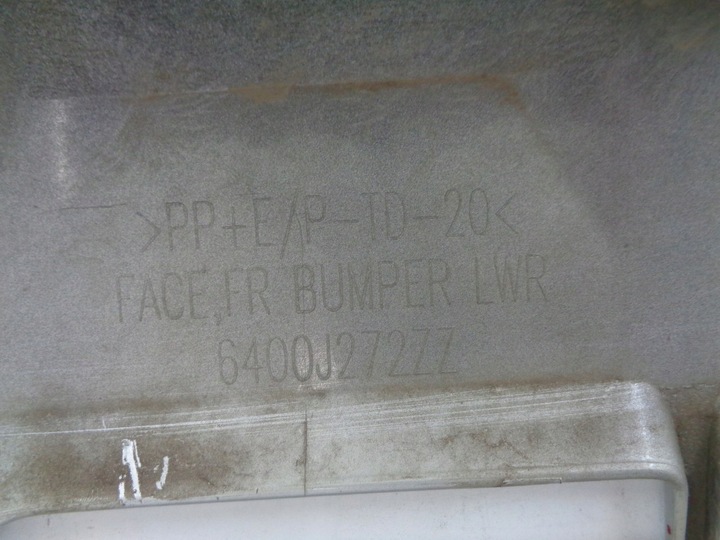 >PP+E/P-TD-20<
FACE,FR BUMPER LWR
6400J272ZZ